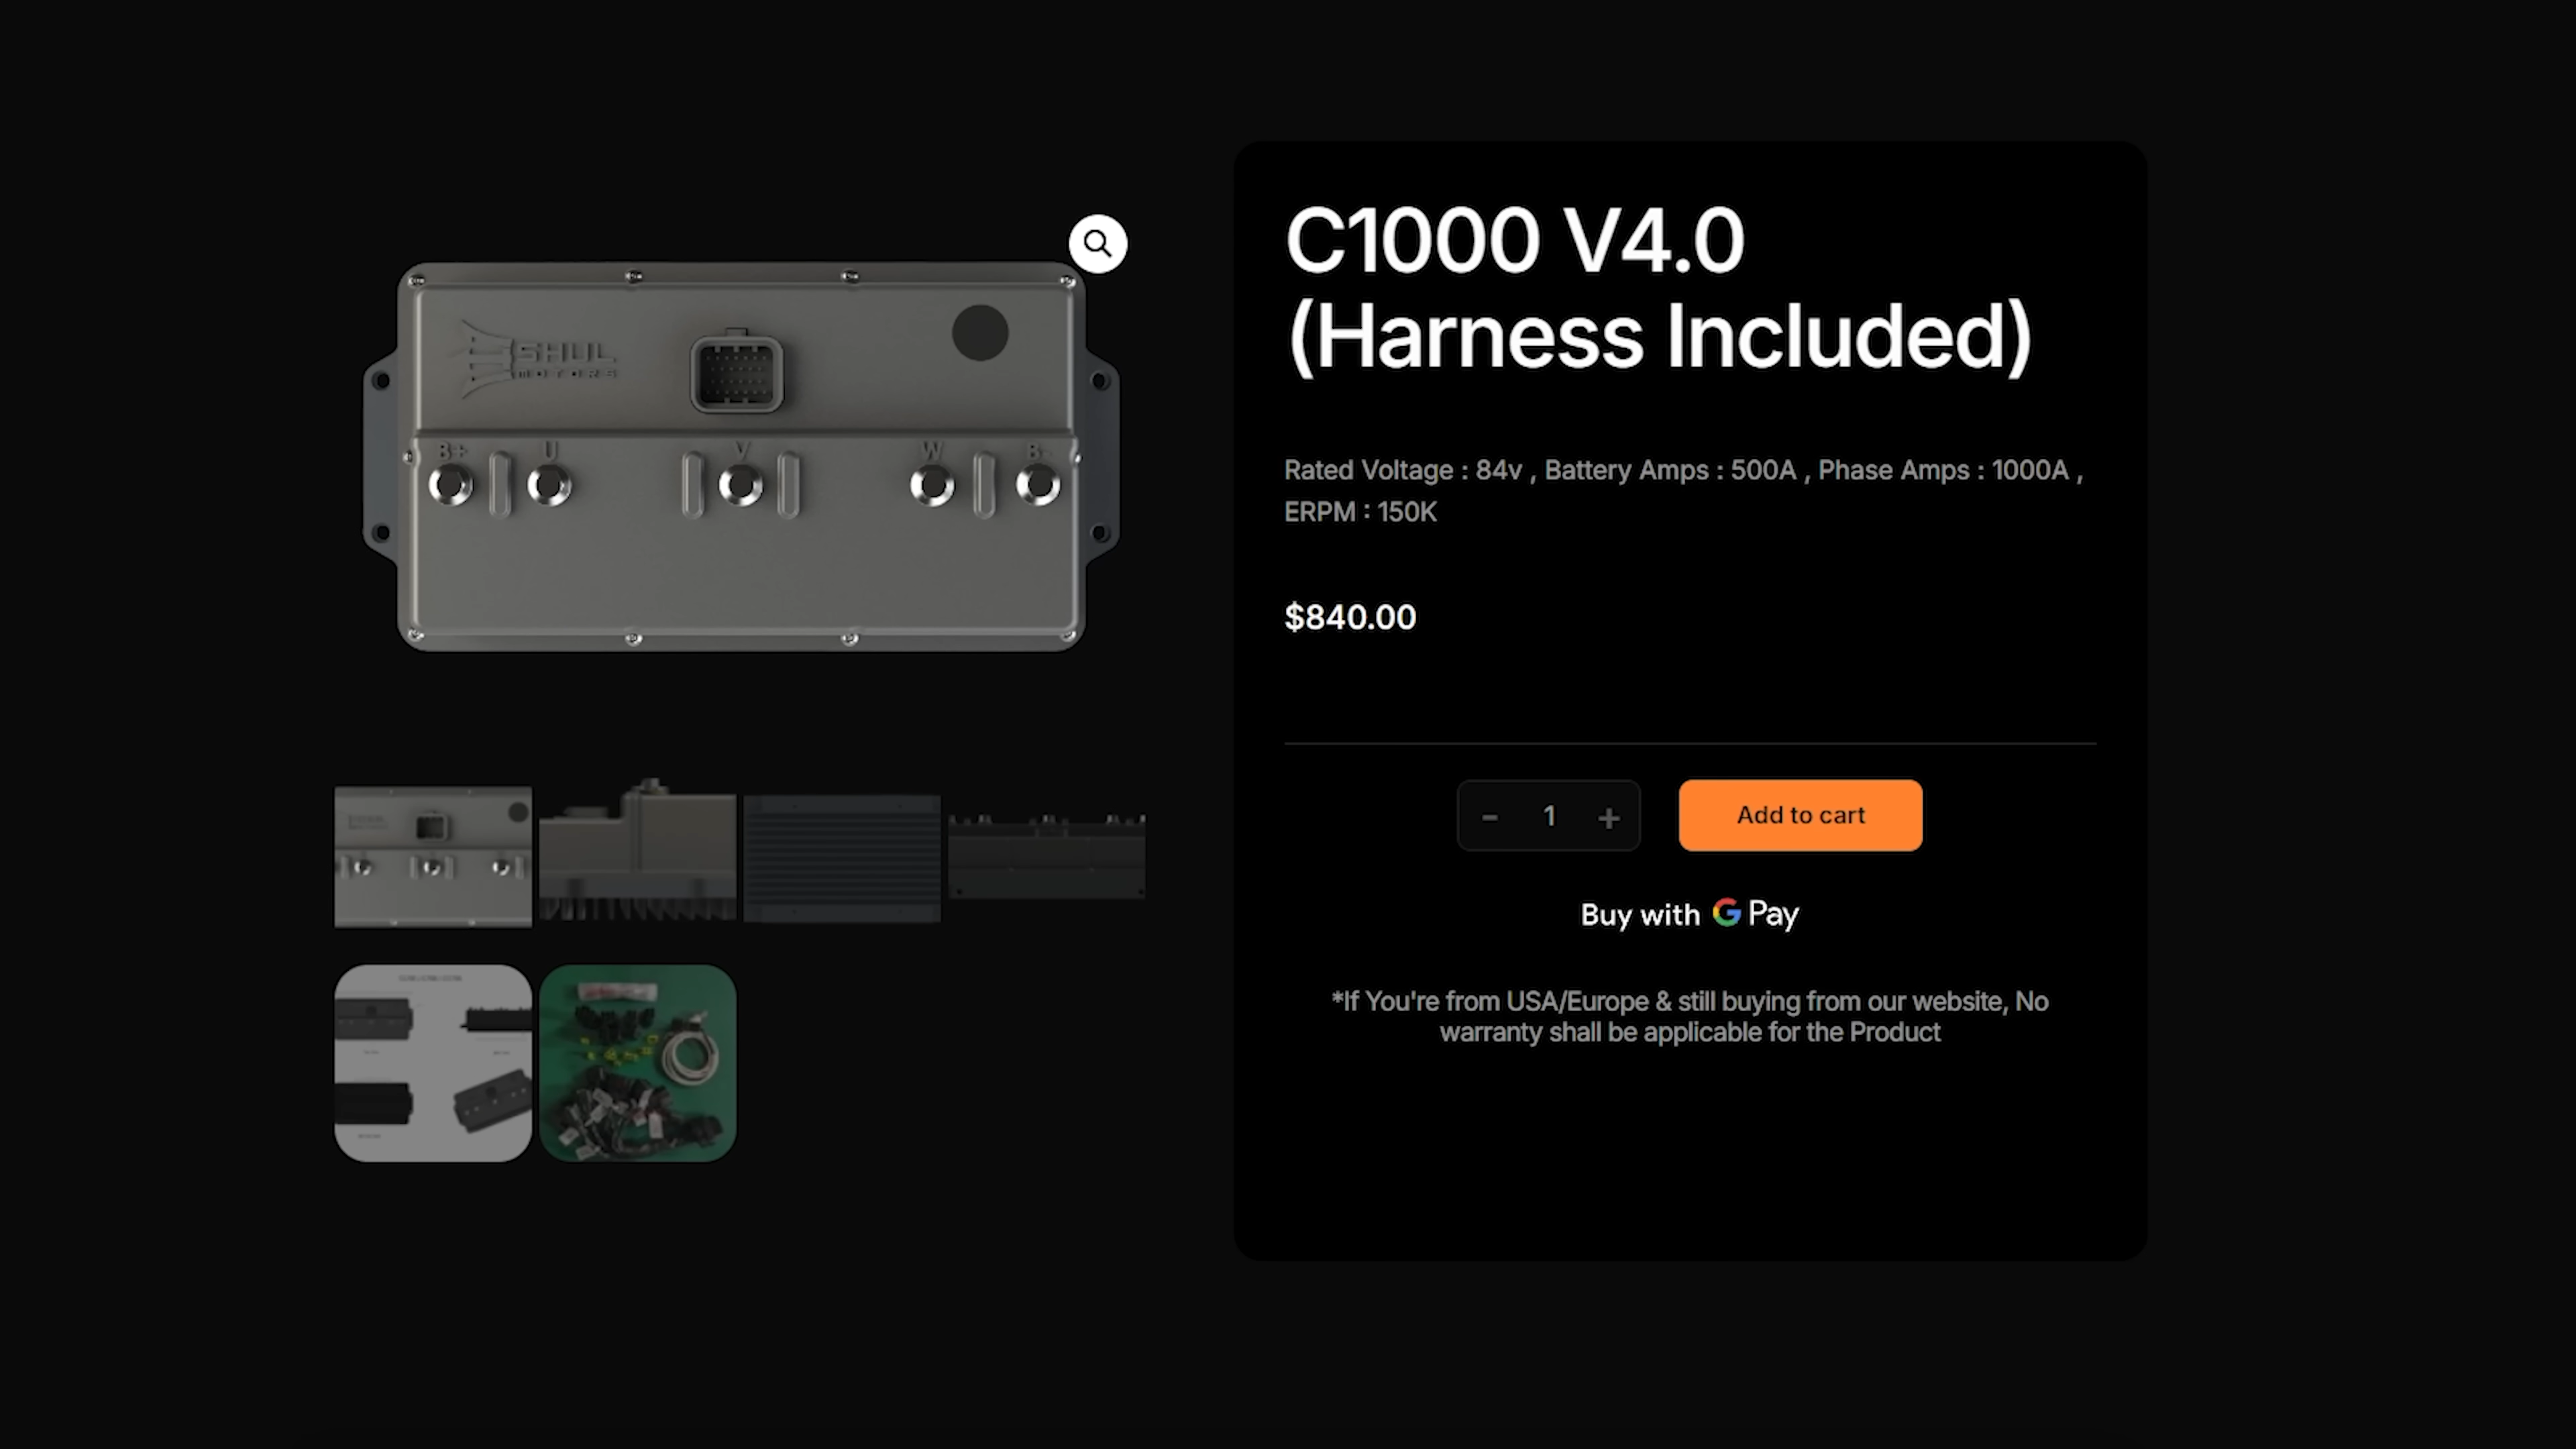 SHUL
MOTORS
B+ U V W B-
C1000 V4.0
(Harness Included)
Rated Voltage : 84v , Battery Amps : 500A , Phase Amps : 1000A ,
ERPM : 150K
$840.00
- 1 +
Add to cart
Buy with G Pay
*If You're from USA/Europe & still buying from our website, No
warranty shall be applicable for the Product